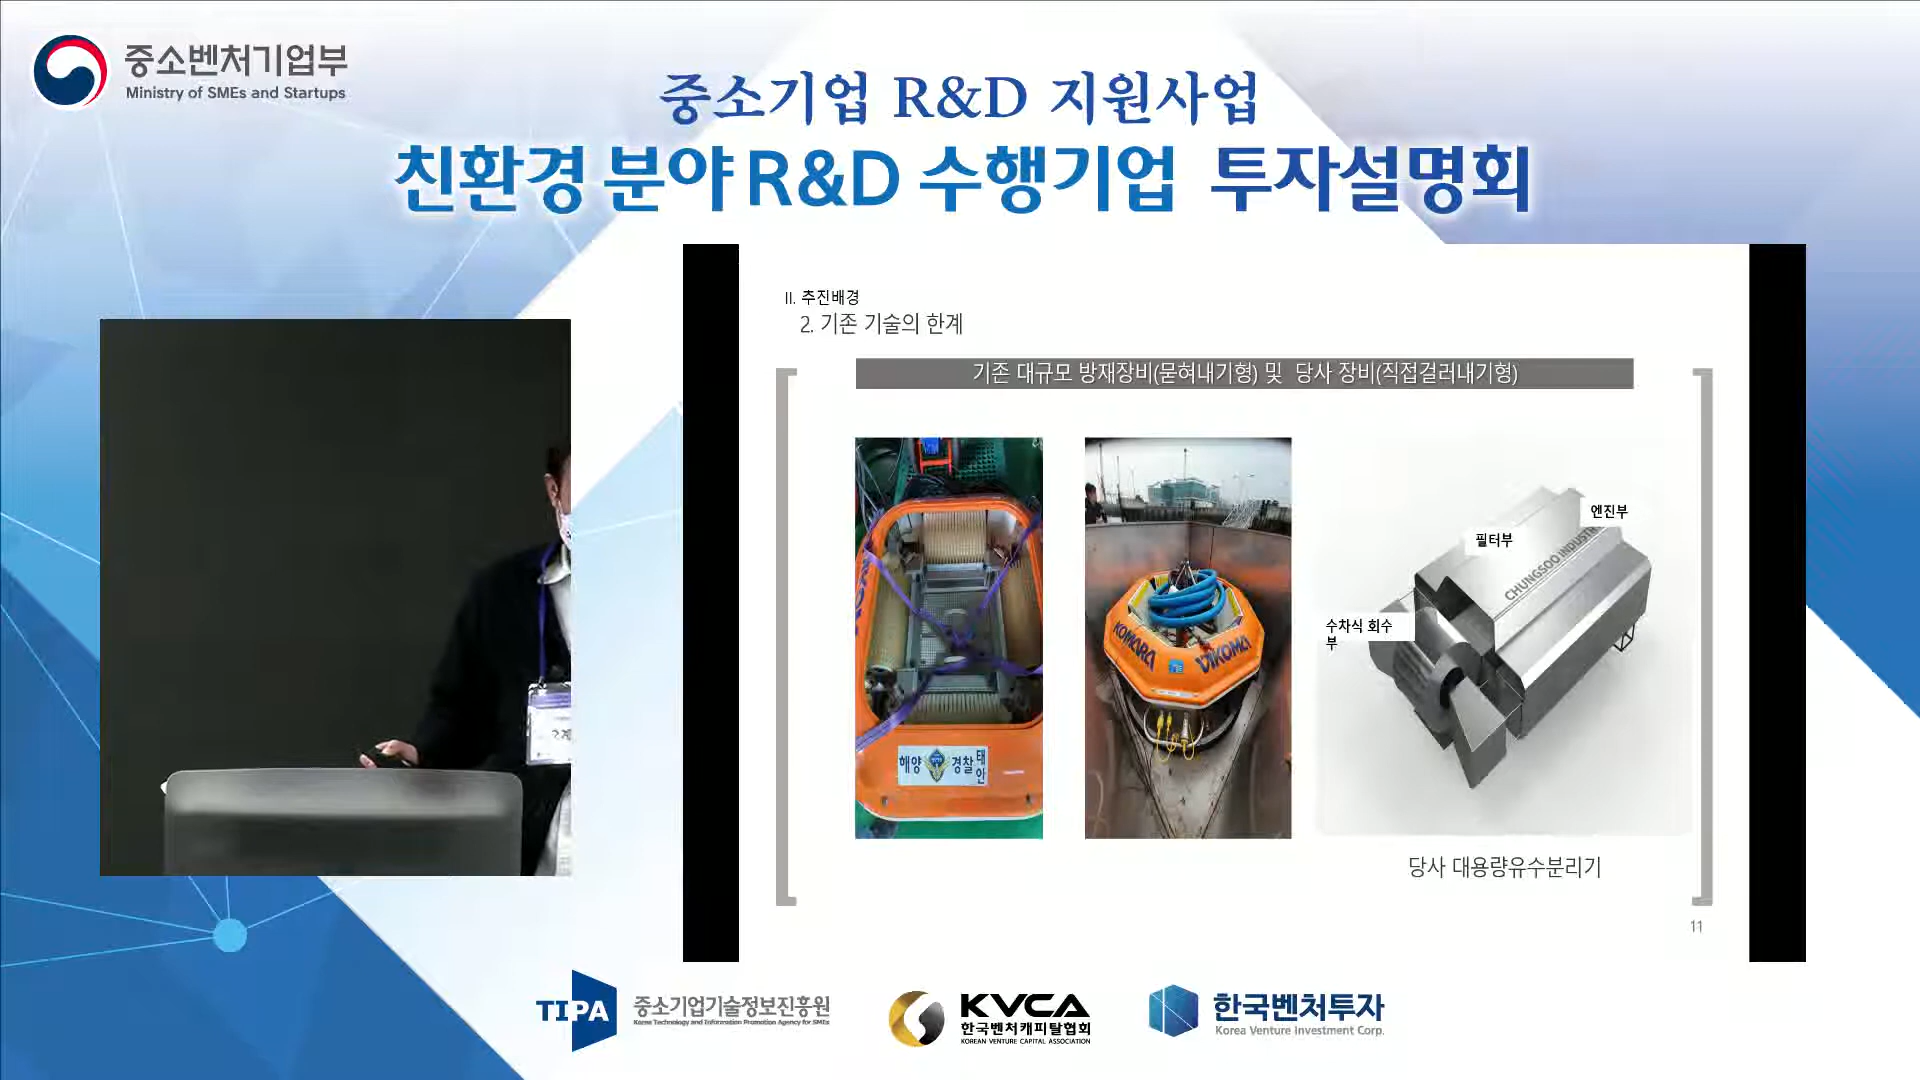 중소벤처기업부
Ministry of SMEs and Startups
중소기업 R&D 지원사업
친환경 분야 R&D 수행기업 투자설명회
II. 추진배경
2. 기존 기술의 한계
기존 대규모 방재장비(묻혀내기형) 및 당사 장비(직접걸러내기형)
해양 경찰 태안
KOMARA
VIKOMA
엔진부
필터부
CHUNGSOO INDUSTR
수차식 회수
부
당사 대용량유수분리기
11
TIPA 중소기업기술정보진흥원
Korea Technology and Information Promotion Agency for SMEs
KVCA
한국벤처캐피탈협회
KOREAN VENTURE CAPITAL ASSOCIATION
한국벤처투자
Korea Venture Investment Corp.